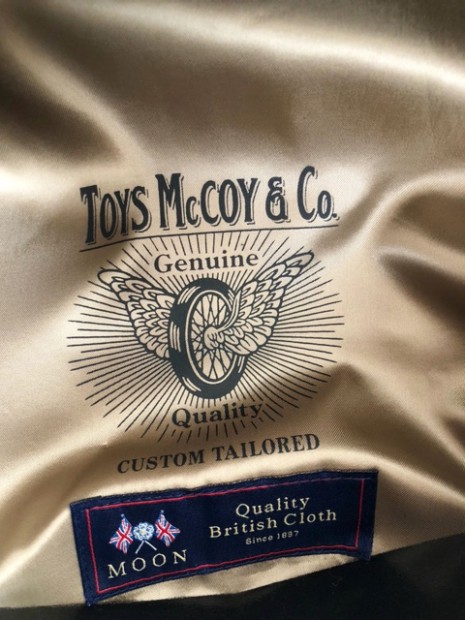 TOYS McCOY & Co.
Genuine
Quality
CUSTOM TAILORED
Quality
British Cloth
Since 1837
MOON